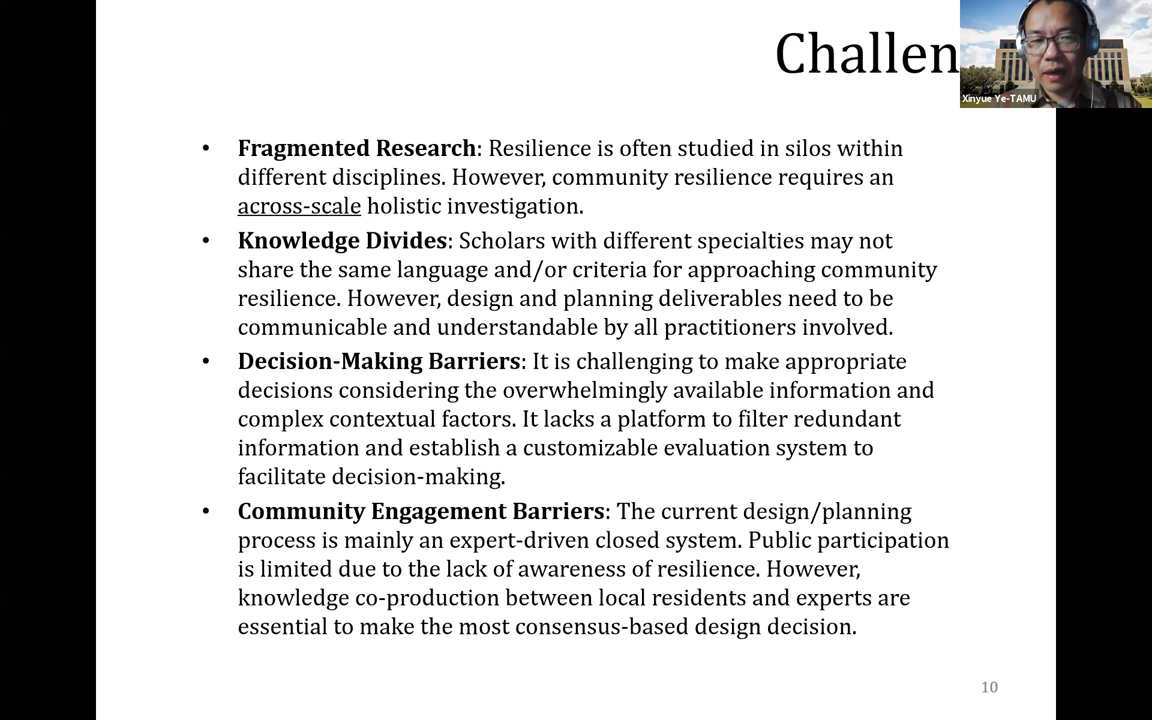 Challen
Xinyue Ye-TAMU
• Fragmented Research: Resilience is often studied in silos within
different disciplines. However, community resilience requires an
across-scale holistic investigation.
• Knowledge Divides: Scholars with different specialties may not
share the same language and/or criteria for approaching community
resilience. However, design and planning deliverables need to be
communicable and understandable by all practitioners involved.
• Decision-Making Barriers: It is challenging to make appropriate
decisions considering the overwhelmingly available information and
complex contextual factors. It lacks a platform to filter redundant
information and establish a customizable evaluation system to
facilitate decision-making.
• Community Engagement Barriers: The current design/planning
process is mainly an expert-driven closed system. Public participation
is limited due to the lack of awareness of resilience. However,
knowledge co-production between local residents and experts are
essential to make the most consensus-based design decision.
10